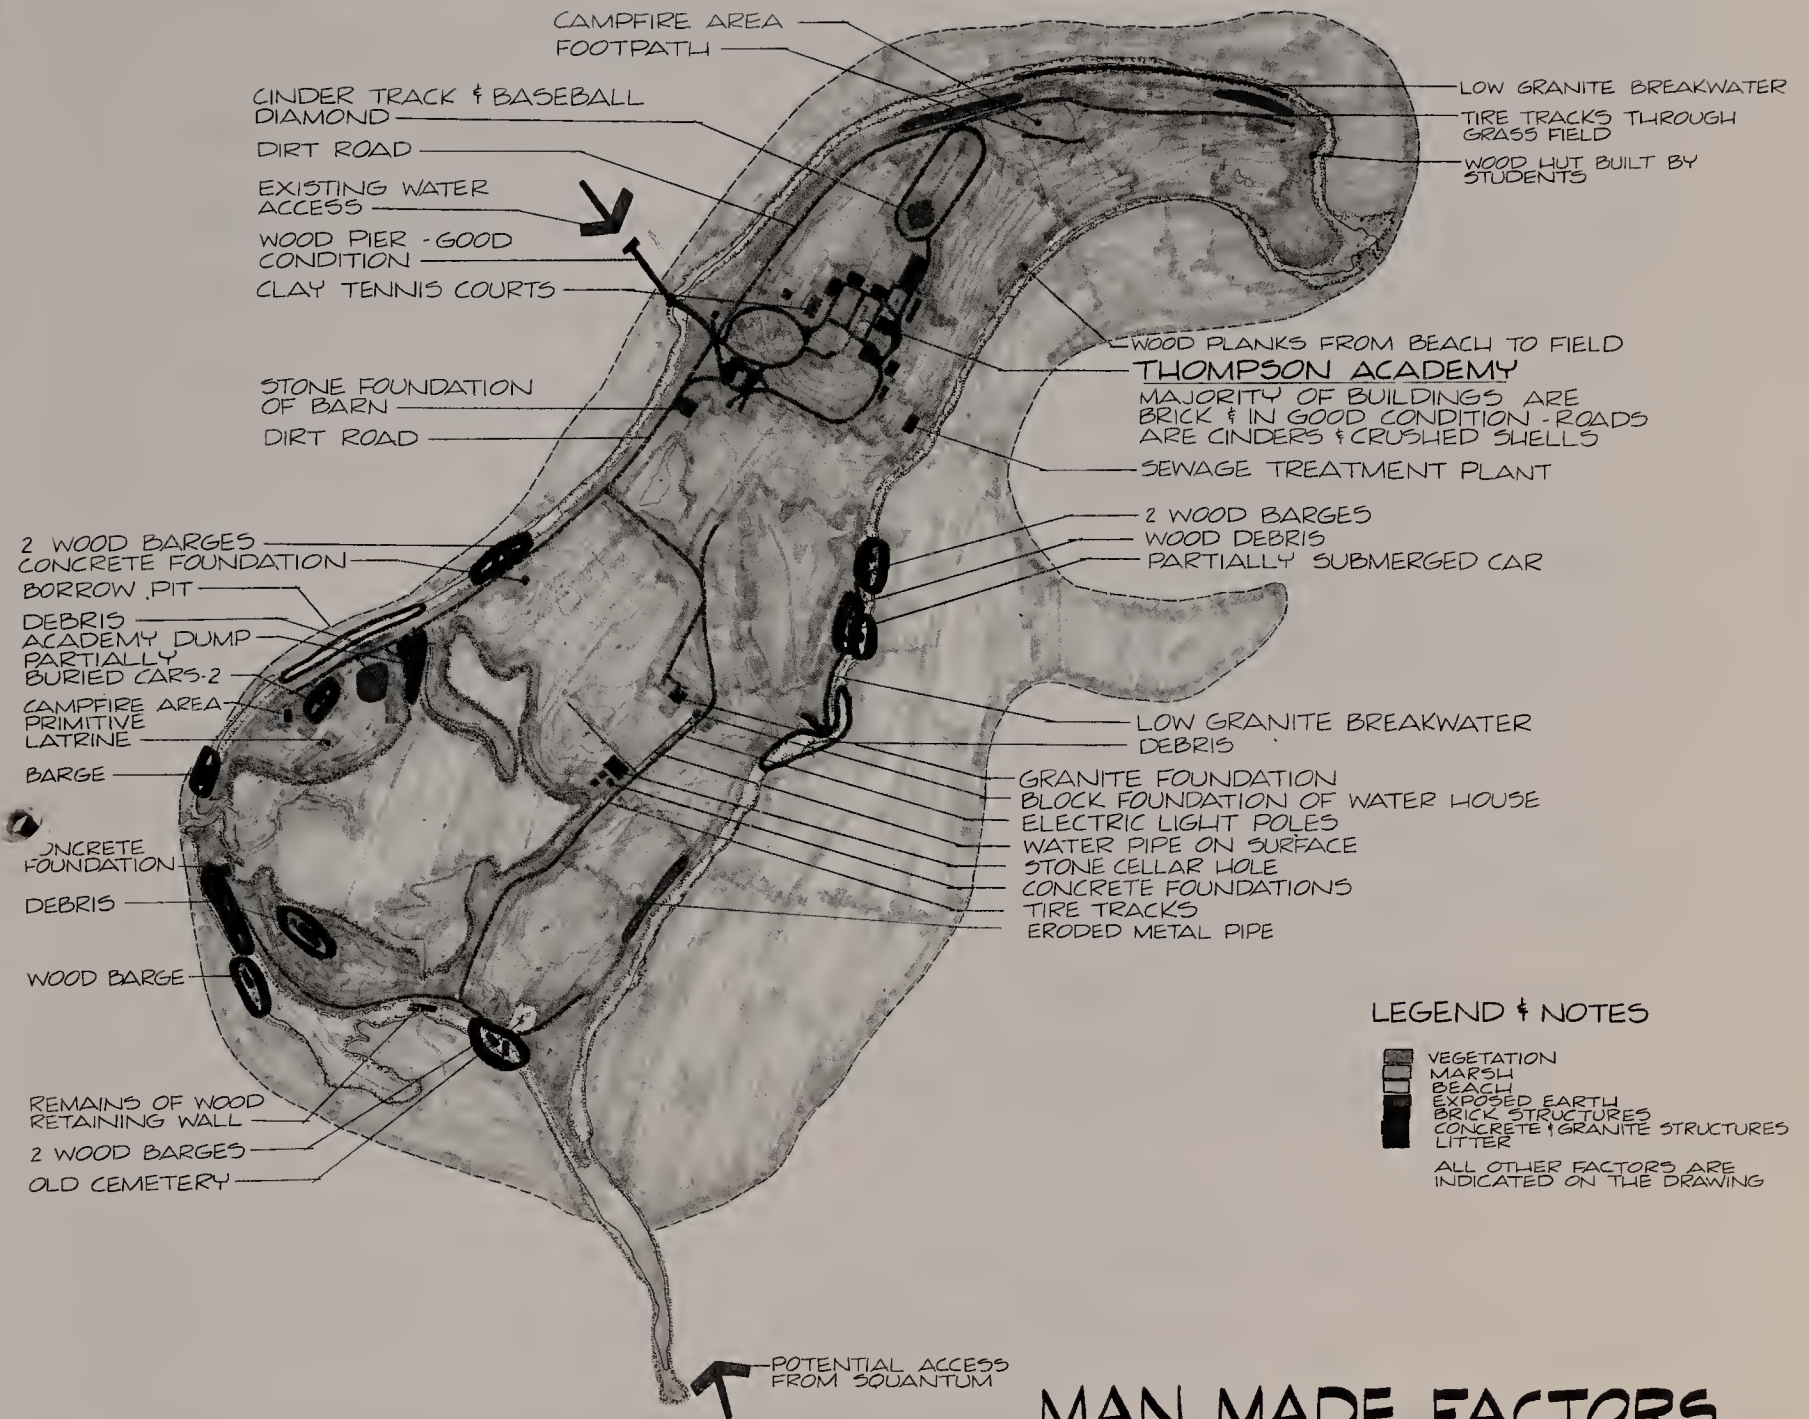 CAMPFIRE AREA
FOOTPATH
CINDER TRACK & BASEBALL
DIAMOND
DIRT ROAD
EXISTING WATER
ACCESS
WOOD PIER - GOOD
CONDITION
CLAY TENNIS COURTS
STONE FOUNDATION
OF BARN
DIRT ROAD
2 WOOD BARGES
CONCRETE FOUNDATION
BORROW PIT
DEBRIS
ACADEMY DUMP
PARTIALLY
BURIED CARS-2
CAMPFIRE AREA
PRIMITIVE
LATRINE
BARGE
ONCRETE
FOUNDATION
DEBRIS
WOOD BARGE
REMAINS OF WOOD
RETAINING WALL
2 WOOD BARGES
OLD CEMETERY
LOW GRANITE BREAKWATER
TIRE TRACKS THROUGH
GRASS FIELD
WOOD HUT BUILT BY
STUDENTS
WOOD PLANKS FROM BEACH TO FIELD
THOMPSON ACADEMY
MAJORITY OF BUILDINGS ARE
BRICK & IN GOOD CONDITION - ROADS
ARE CINDERS & CRUSHED SHELLS
SEWAGE TREATMENT PLANT
2 WOOD BARGES
WOOD DEBRIS
PARTIALLY SUBMERGED CAR
LOW GRANITE BREAKWATER
DEBRIS
GRANITE FOUNDATION
BLOCK FOUNDATION OF WATER HOUSE
ELECTRIC LIGHT POLES
WATER PIPE ON SURFACE
STONE CELLAR HOLE
CONCRETE FOUNDATIONS
TIRE TRACKS
ERODED METAL PIPE
LEGEND & NOTES
VEGETATION
MARSH
BEACH
EXPOSED EARTH
BRICK STRUCTURES
CONCRETE & GRANITE STRUCTURES
LITTER
ALL OTHER FACTORS ARE
INDICATED ON THE DRAWING
POTENTIAL ACCESS
FROM SQUANTUM
MAN MADE FACTORS